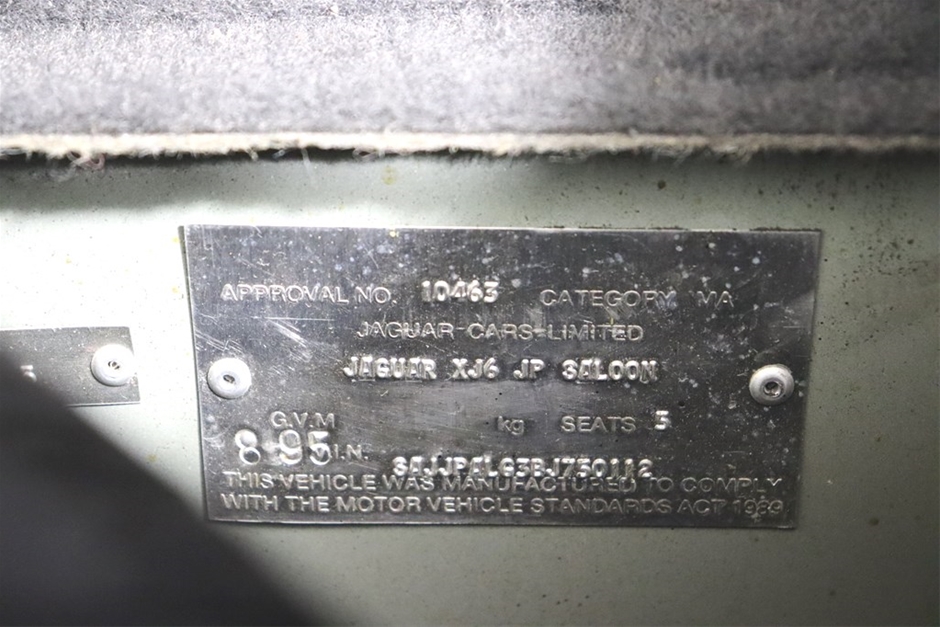 APPROVAL NO. 10463 CATEGORY MA
JAGUAR CARS LIMITED
JAGUAR XJ6 JP SALOON
G.V.M kg SEATS 5
8 95 I.N. SAJJPALG3BJ750112
THIS VEHICLE WAS MANUFACTURED TO COMPLY
WITH THE MOTOR VEHICLE STANDARDS ACT 1989